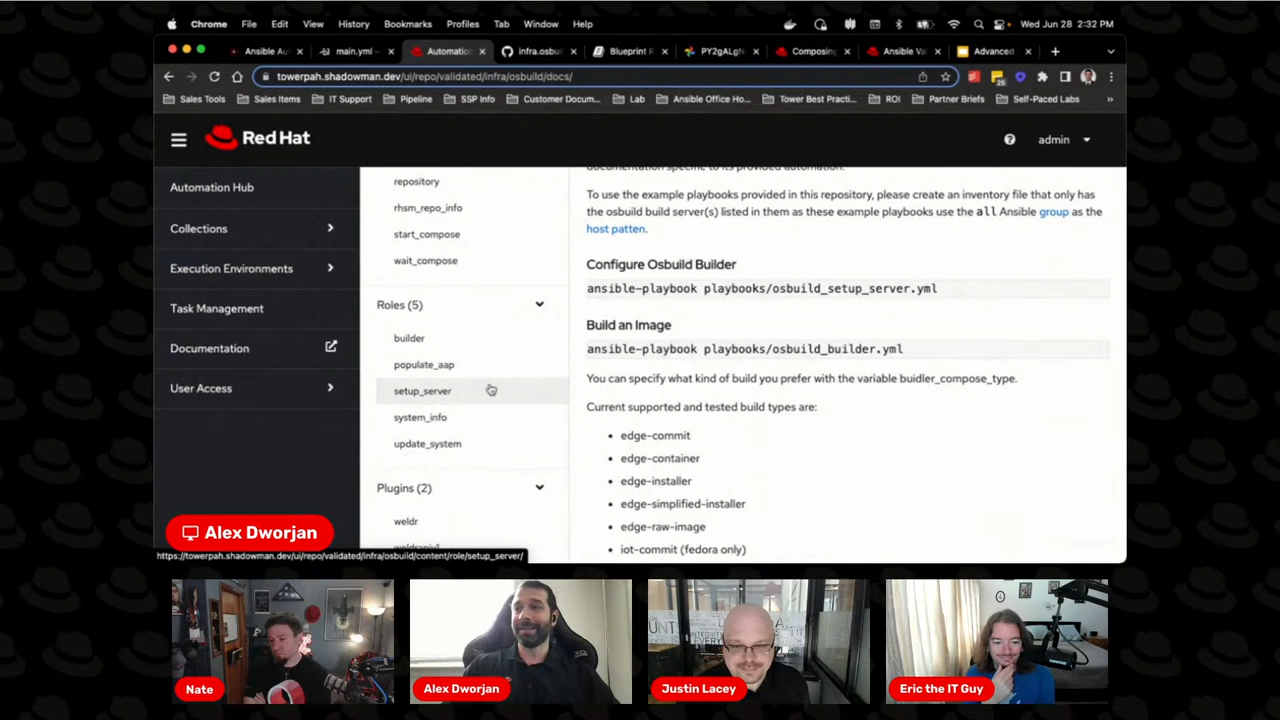 Chrome File Edit View History Bookmarks Profiles Tab Window Help Wed Jun 28 2:32 PM
Ansible Au main.yml – Automation infra.osbui Blueprint R PY2gALgN Composing Ansible Va Advanced
towerpah.shadowman.dev/ui/repo/validated/infra/osbuild/docs/
Sales Tools Sales Items IT Support Pipeline SSP Info Customer Docum... Lab Ansible Office Ho... Tower Best Practi... ROI Partner Briefs Self-Paced Labs »
Red Hat
admin
Automation Hub
Collections
Execution Environments
Task Management
Documentation
User Access
repository
rhsm_repo_info
start_compose
wait_compose
Roles (5)
builder
populate_aap
setup_server
system_info
update_system
Plugins (2)
weldr
documentation specific to its provided automation.
To use the example playbooks provided in this repository, please create an inventory file that only has
the osbuild build server(s) listed in them as these example playbooks use the all Ansible group as the
host patten.
Configure Osbuild Builder
ansible-playbook playbooks/osbuild_setup_server.yml
Build an Image
ansible-playbook playbooks/osbuild_builder.yml
You can specify what kind of build you prefer with the variable buidler_compose_type.
Current supported and tested build types are:
edge-commit
edge-container
edge-installer
edge-simplified-installer
edge-raw-image
iot-commit (fedora only)
Alex Dworjan
https://towerpah.shadowman.dev/ui/repo/validated/infra/osbuild/content/role/setup_server/
Nate
Alex Dworjan
Justin Lacey
Eric the IT Guy